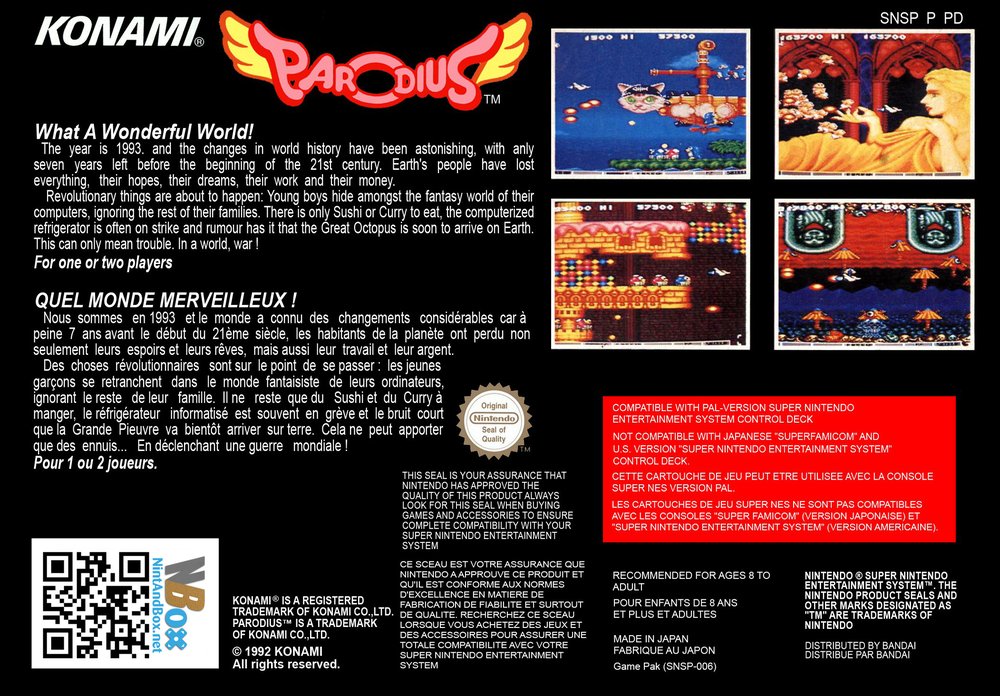 KONAMI®
PARODIUS™
SNSP P PD
What A Wonderful World!
The year is 1993. and the changes in world history have been astonishing, with anly
seven years left before the beginning of the 21st century. Earth's people have lost
everything, their hopes, their dreams, their work and their money.
Revolutionary things are about to happen: Young boys hide amongst the fantasy world of their
computers, ignoring the rest of their families. There is only Sushi or Curry to eat, the computerized
refrigerator is often on strike and rumour has it that the Great Octopus is soon to arrive on Earth.
This can only mean trouble. In a world, war !
For one or two players
1300 HI 57300
163700 HI 163700
00 HI 57300
HI 217500
QUEL MONDE MERVEILLEUX !
Nous sommes en 1993 et le monde a connu des changements considérables car à
peine 7 ans avant le début du 21ème siècle, les habitants de la planète ont perdu non
seulement leurs espoirs et leurs rêves, mais aussi leur travail et leur argent.
Des choses révolutionnaires sont sur le point de se passer : les jeunes
garçons se retranchent dans le monde fantaisiste de leurs ordinateurs,
ignorant le reste de leur famille. Il ne reste que du Sushi et du Curry à
manger, le réfrigérateur informatisé est souvent en grève et le bruit court
que la Grande Pieuvre va bientôt arriver sur terre. Cela ne peut apporter
que des ennuis... En déclenchant une guerre mondiale !
Pour 1 ou 2 joueurs.
Original
Nintendo
Seal of
Quality
TM
THIS SEAL IS YOUR ASSURANCE THAT
NINTENDO HAS APPROVED THE
QUALITY OF THIS PRODUCT ALWAYS
LOOK FOR THIS SEAL WHEN BUYING
GAMES AND ACCESSORIES TO ENSURE
COMPLETE COMPATIBILITY WITH YOUR
SUPER NINTENDO ENTERTAINMENT
SYSTEM
CE SCEAU EST VOTRE ASSURANCE QUE
NINTENDO A APPROUVE CE PRODUIT ET
QU'IL EST CONFORME AUX NORMES
D'EXCELLENCE EN MATIERE DE
FABRICATION DE FIABILITE ET SURTOUT
DE QUALITE. RECHERCHEZ CE SCEAU
LORSQUE VOUS ACHETEZ DES JEUX ET
DES ACCESSOIRES POUR ASSURER UNE
TOTALE COMPATIBILITE AVEC VOTRE
SUPER NINTENDO ENTERTAINMENT
SYSTEM
COMPATIBLE WITH PAL-VERSION SUPER NINTENDO
ENTERTAINMENT SYSTEM CONTROL DECK
NOT COMPATIBLE WITH JAPANESE "SUPERFAMICOM" AND
U.S. VERSION "SUPER NINTENDO ENTERTAINMENT SYSTEM"
CONTROL DECK.
CETTE CARTOUCHE DE JEU PEUT ETRE UTILISEE AVEC LA CONSOLE
SUPER NES VERSION PAL.
LES CARTOUCHES DE JEU SUPER NES NE SONT PAS COMPATIBLES
AVEC LES CONSOLES "SUPER FAMICOM" (VERSION JAPONAISE) ET
"SUPER NINTENDO ENTERTAINMENT SYSTEM" (VERSION AMERICAINE).
NBox
NintAndBox.net
KONAMI® IS A REGISTERED
TRADEMARK OF KONAMI CO.,LTD.
PARODIUS™ IS A TRADEMARK
OF KONAMI CO.,LTD.
© 1992 KONAMI
All rights reserved.
RECOMMENDED FOR AGES 8 TO
ADULT
POUR ENFANTS DE 8 ANS
ET PLUS ET ADULTES
MADE IN JAPAN
FABRIQUE AU JAPON
Game Pak (SNSP-006)
NINTENDO ® SUPER NINTENDO
ENTERTAINMENT SYSTEM™. THE
NINTENDO PRODUCT SEALS AND
OTHER MARKS DESIGNATED AS
"TM" ARE TRADEMARKS OF
NINTENDO
DISTRIBUTED BY BANDAI
DISTRIBUE PAR BANDAI